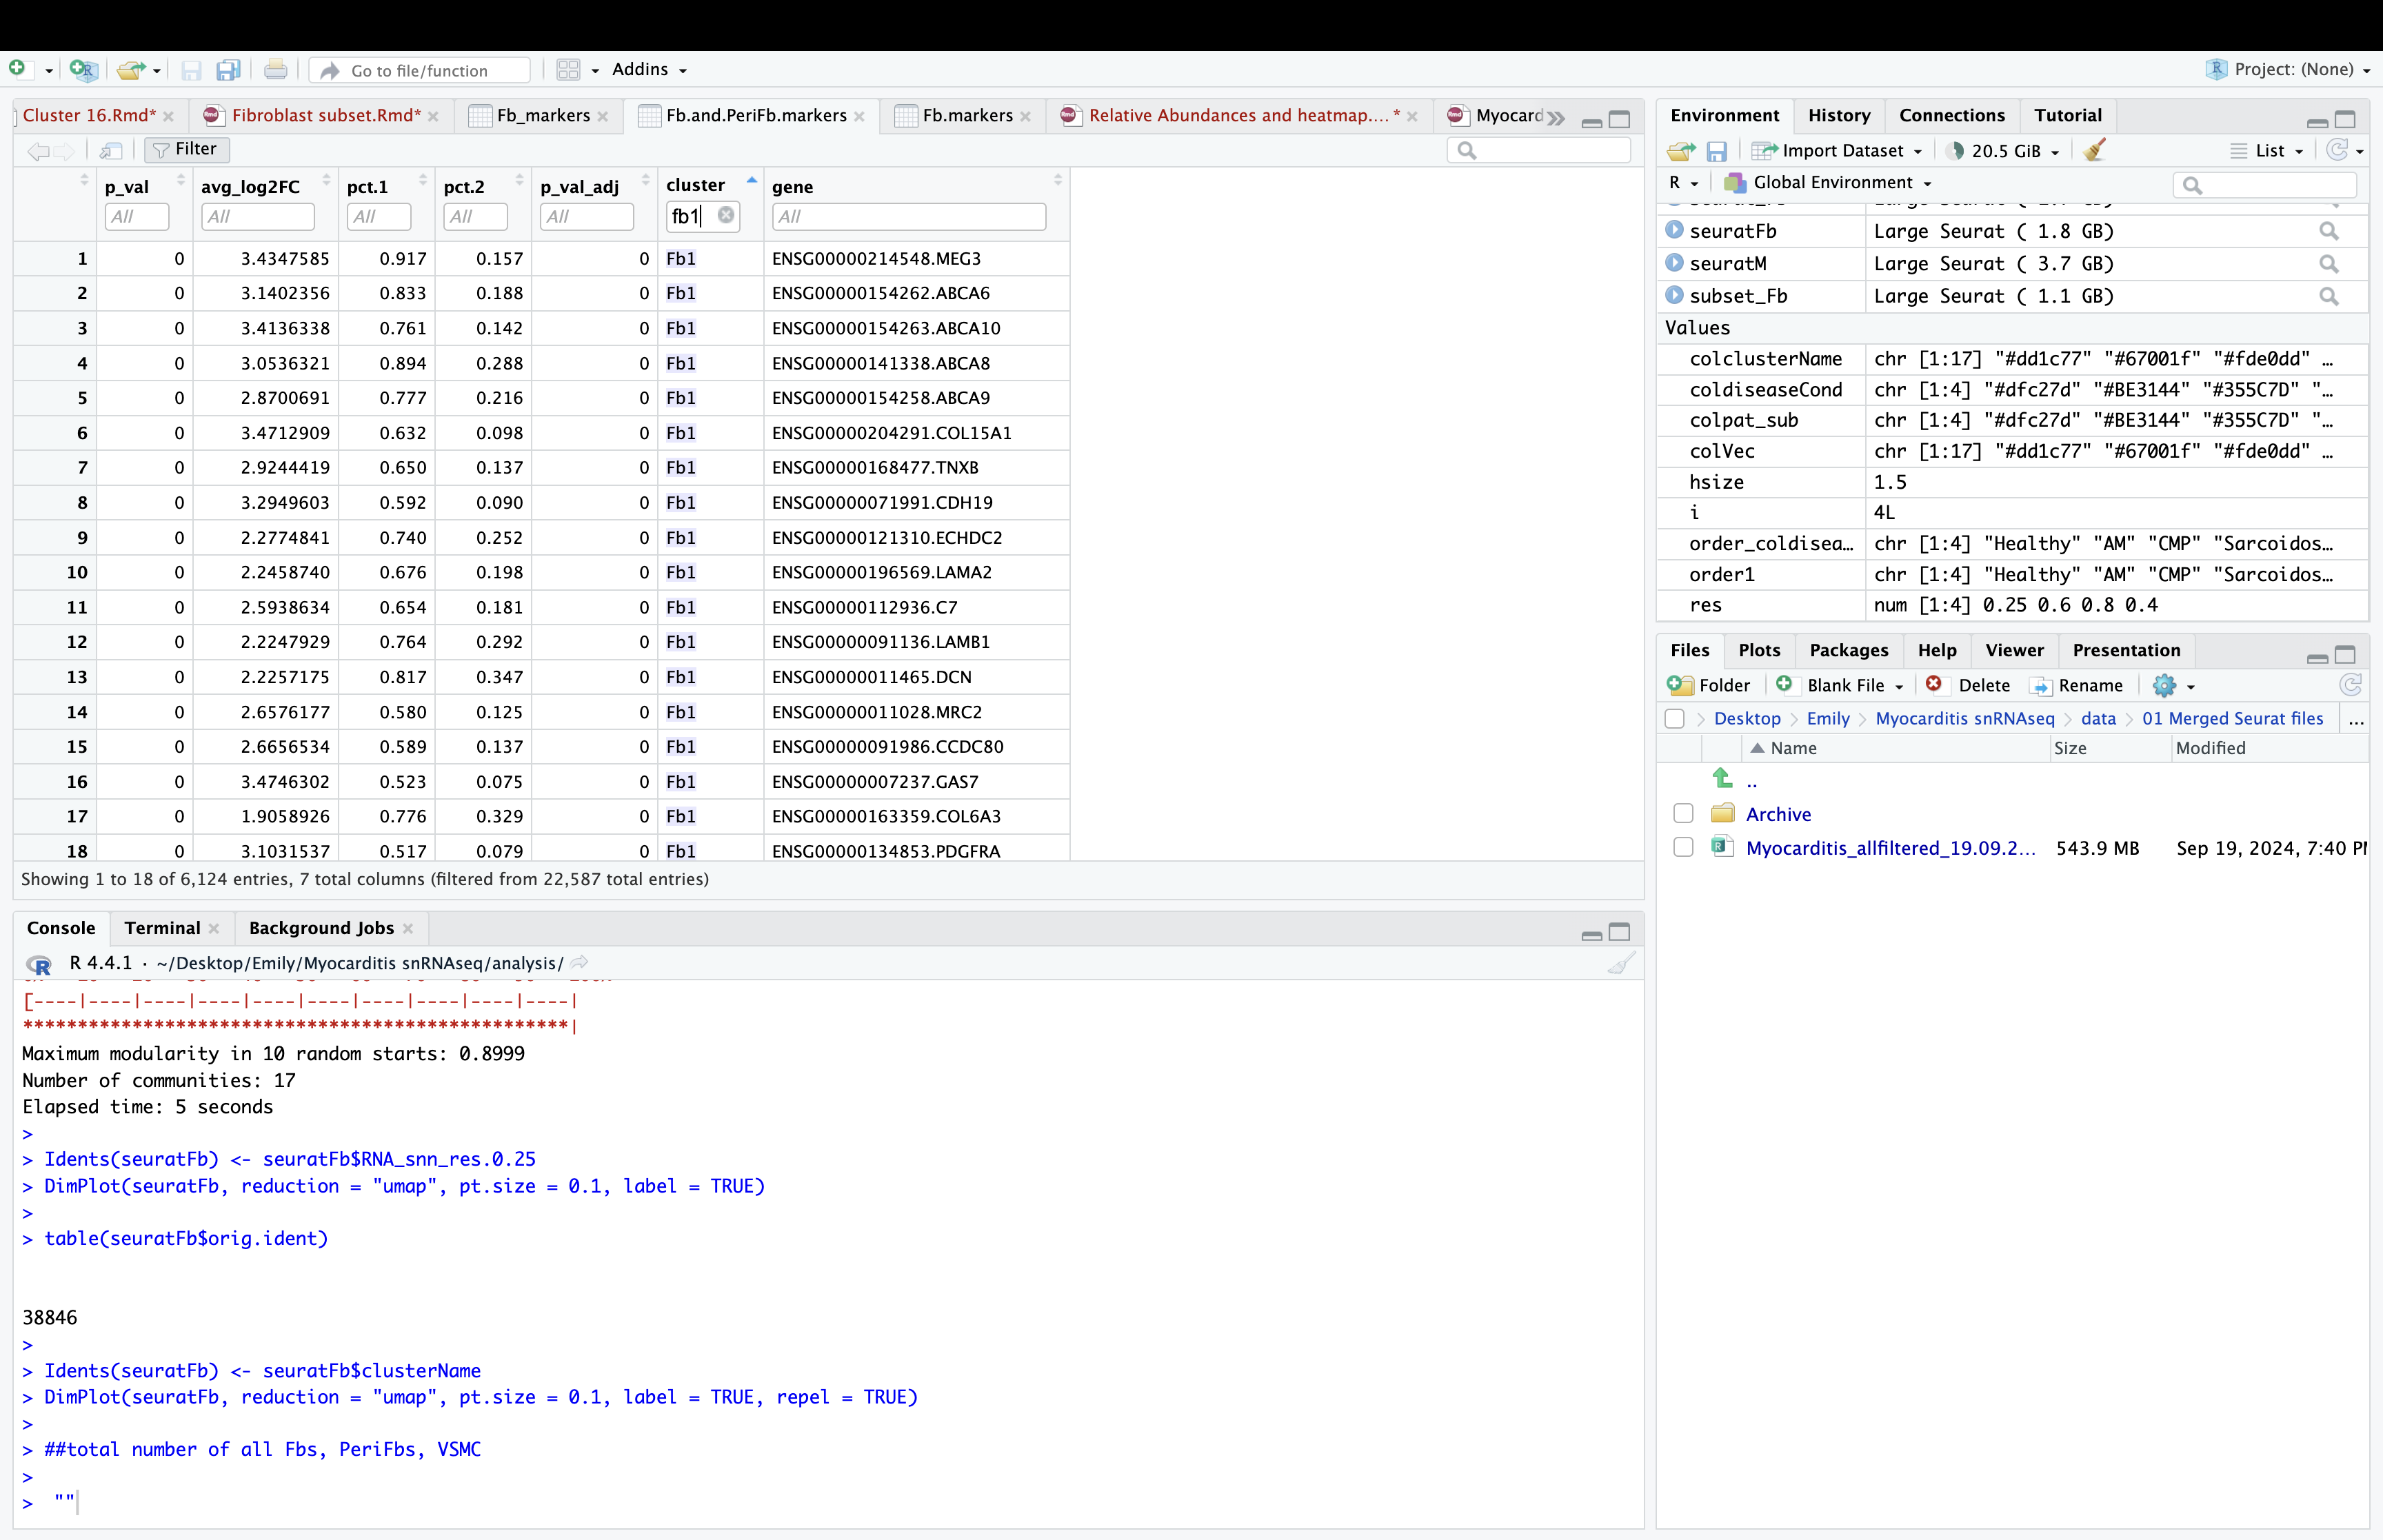 Go to file/function
Addins
Project: (None)
Cluster 16.Rmd*
Fibroblast subset.Rmd*
Fb_markers
Fb.and.PeriFb.markers
Fb.markers
Relative Abundances and heatmap....*
Myocard
Filter
p_val avg_log2FC pct.1 pct.2 p_val_adj cluster gene
All All All All All fb1 All
1 0 3.4347585 0.917 0.157 0 Fb1 ENSG00000214548.MEG3
2 0 3.1402356 0.833 0.188 0 Fb1 ENSG00000154262.ABCA6
3 0 3.4136338 0.761 0.142 0 Fb1 ENSG00000154263.ABCA10
4 0 3.0536321 0.894 0.288 0 Fb1 ENSG00000141338.ABCA8
5 0 2.8700691 0.777 0.216 0 Fb1 ENSG00000154258.ABCA9
6 0 3.4712909 0.632 0.098 0 Fb1 ENSG00000204291.COL15A1
7 0 2.9244419 0.650 0.137 0 Fb1 ENSG00000168477.TNXB
8 0 3.2949603 0.592 0.090 0 Fb1 ENSG00000071991.CDH19
9 0 2.2774841 0.740 0.252 0 Fb1 ENSG00000121310.ECHDC2
10 0 2.2458740 0.676 0.198 0 Fb1 ENSG00000196569.LAMA2
11 0 2.5938634 0.654 0.181 0 Fb1 ENSG00000112936.C7
12 0 2.2247929 0.764 0.292 0 Fb1 ENSG00000091136.LAMB1
13 0 2.2257175 0.817 0.347 0 Fb1 ENSG00000011465.DCN
14 0 2.6576177 0.580 0.125 0 Fb1 ENSG00000011028.MRC2
15 0 2.6656534 0.589 0.137 0 Fb1 ENSG00000091986.CCDC80
16 0 3.4746302 0.523 0.075 0 Fb1 ENSG00000007237.GAS7
17 0 1.9058926 0.776 0.329 0 Fb1 ENSG00000163359.COL6A3
18 0 3.1031537 0.517 0.079 0 Fb1 ENSG00000134853.PDGFRA
Showing 1 to 18 of 6,124 entries, 7 total columns (filtered from 22,587 total entries)
Console Terminal Background Jobs
R 4.4.1 · ~/Desktop/Emily/Myocarditis snRNAseq/analysis/
[----|----|----|----|----|----|----|----|----|----|
**************************************************|
Maximum modularity in 10 random starts: 0.8999
Number of communities: 17
Elapsed time: 5 seconds
>
> Idents(seuratFb) <- seuratFb$RNA_snn_res.0.25
> DimPlot(seuratFb, reduction = "umap", pt.size = 0.1, label = TRUE)
>
> table(seuratFb$orig.ident)
38846
>
> Idents(seuratFb) <- seuratFb$clusterName
> DimPlot(seuratFb, reduction = "umap", pt.size = 0.1, label = TRUE, repel = TRUE)
>
> ##total number of all Fbs, PeriFbs, VSMC
>
> ""
Environment History Connections Tutorial
Import Dataset 20.5 GiB List
R Global Environment
seuratFb Large Seurat ( 1.8 GB)
seuratM Large Seurat ( 3.7 GB)
subset_Fb Large Seurat ( 1.1 GB)
Values
colclusterName chr [1:17] "#dd1c77" "#67001f" "#fde0dd" …
coldiseaseCond chr [1:4] "#dfc27d" "#BE3144" "#355C7D" "…
colpat_sub chr [1:4] "#dfc27d" "#BE3144" "#355C7D" "…
colVec chr [1:17] "#dd1c77" "#67001f" "#fde0dd" …
hsize 1.5
i 4L
order_coldisea… chr [1:4] "Healthy" "AM" "CMP" "Sarcoidos…
order1 chr [1:4] "Healthy" "AM" "CMP" "Sarcoidos…
res num [1:4] 0.25 0.6 0.8 0.4
Files Plots Packages Help Viewer Presentation
Folder Blank File Delete Rename
Desktop Emily Myocarditis snRNAseq data 01 Merged Seurat files ...
Name Size Modified
..
Archive
Myocarditis_allfiltered_19.09.2... 543.9 MB Sep 19, 2024, 7:40 PM